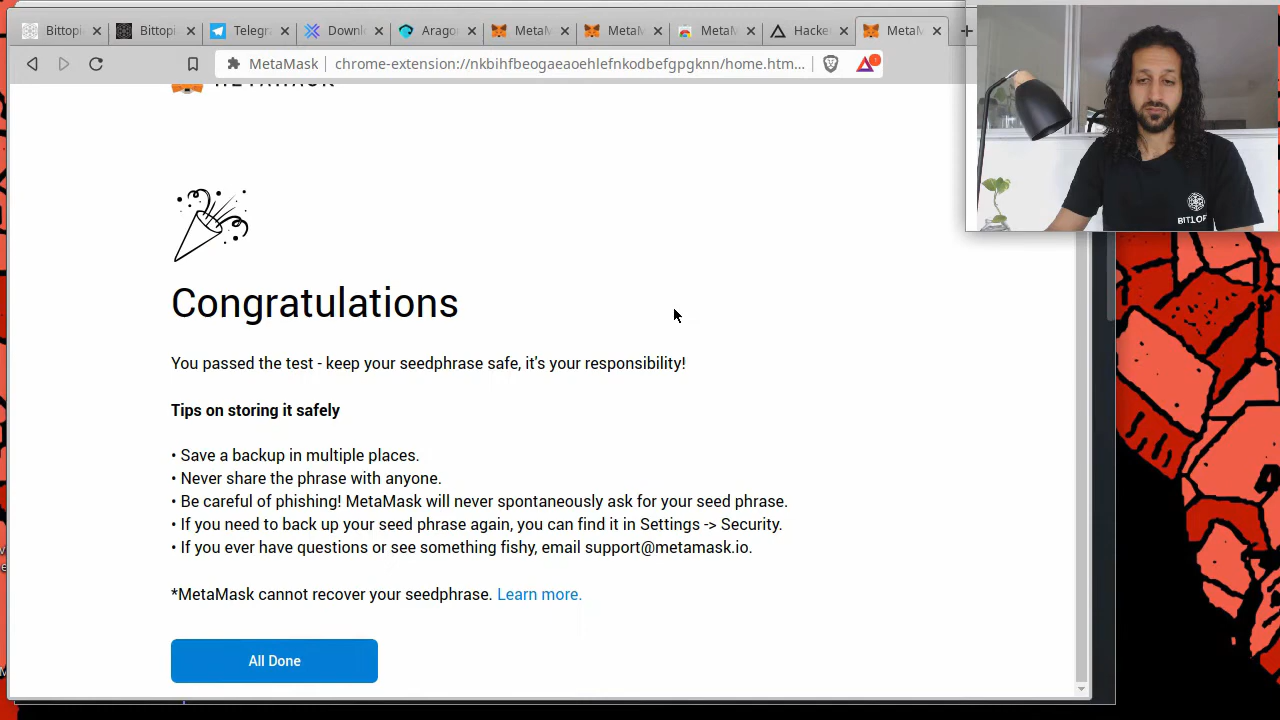 Bittopi
Bittopi
Telegr
Downl
Arago
MetaM
MetaM
MetaM
Hacke
MetaM
MetaMask
chrome-extension://nkbihfbeogaeaoehlefnkodbefgpgknn/home.htm...
1
METAMASK
BITLOF
Congratulations
You passed the test - keep your seedphrase safe, it's your responsibility!
Tips on storing it safely
• Save a backup in multiple places.
• Never share the phrase with anyone.
• Be careful of phishing! MetaMask will never spontaneously ask for your seed phrase.
• If you need to back up your seed phrase again, you can find it in Settings -> Security.
• If you ever have questions or see something fishy, email support@metamask.io.
*MetaMask cannot recover your seedphrase. Learn more.
All Done